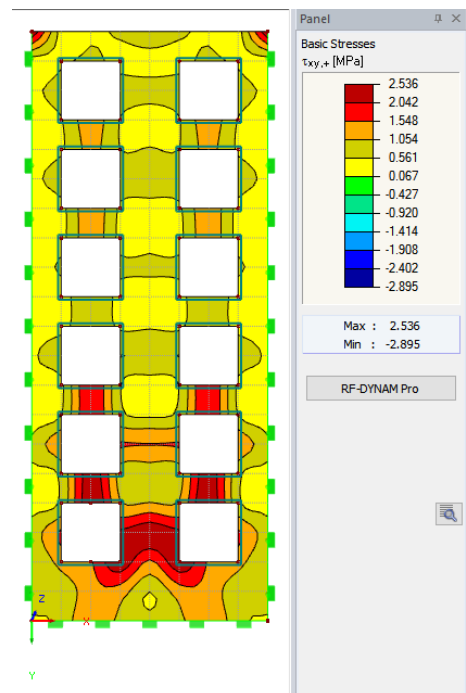 Panel
Basic Stresses
τxy,+ [MPa]
2.536
2.042
1.548
1.054
0.561
0.067
-0.427
-0.920
-1.414
-1.908
-2.402
-2.895
Max : 2.536
Min : -2.895
RF-DYNAM Pro
Z
X
Y